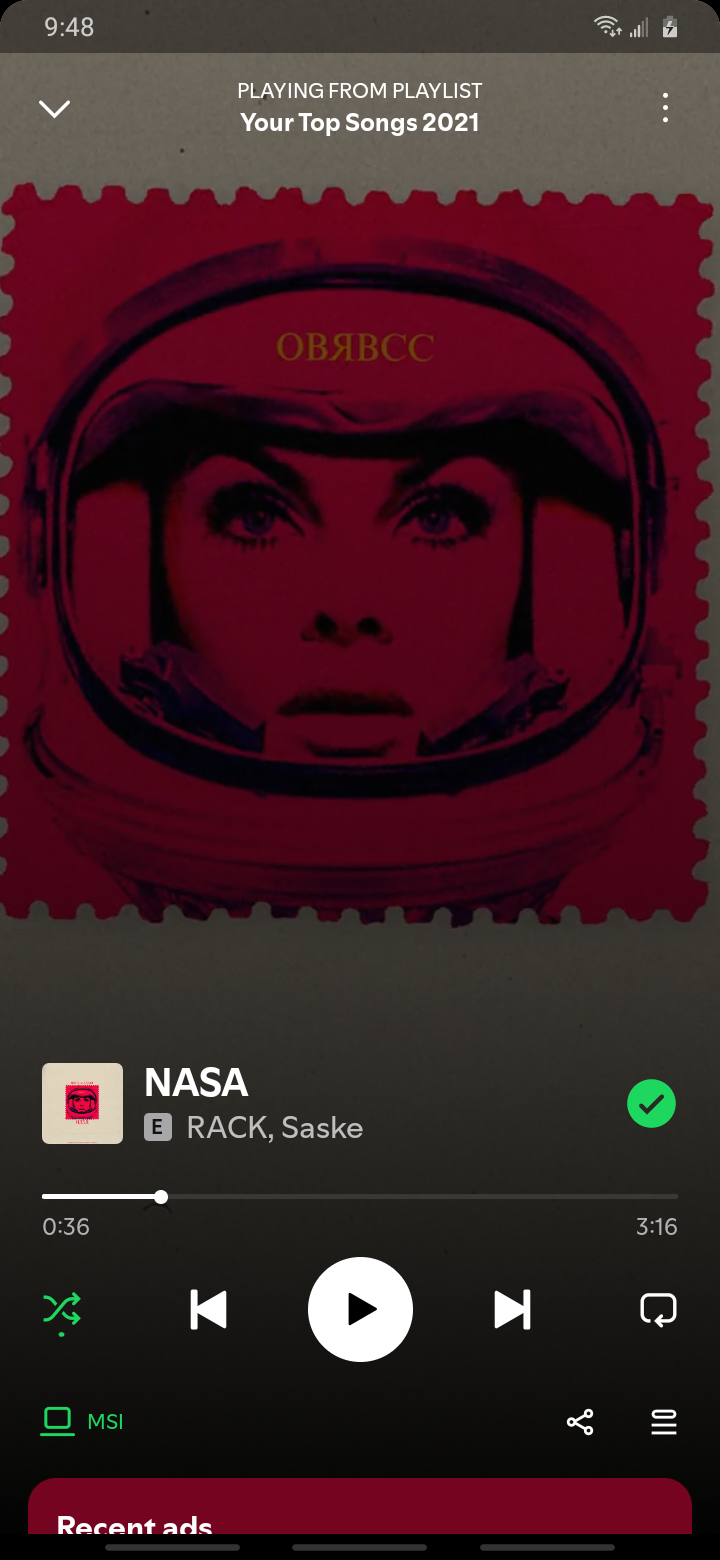 9:48
PLAYING FROM PLAYLIST
Your Top Songs 2021
ОВЯВСС
NASA
E RACK, Saske
0:36
3:16
MSI
Recent ads